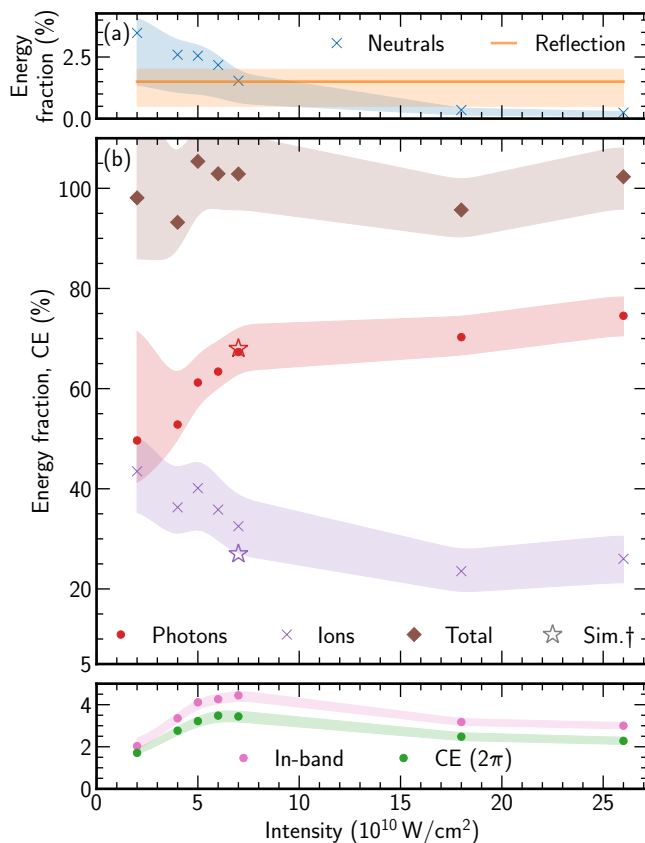 (a)
Neutrals
Reflection
Energy
fraction (%)
2.5
0.0
(b)
Energy fraction, CE (%)
100
80
60
40
20
5
Photons
Ions
Total
Sim.†
4
2
0
In-band
CE (2π)
0
5
10
15
20
25
Intensity (10¹⁰ W/cm²)